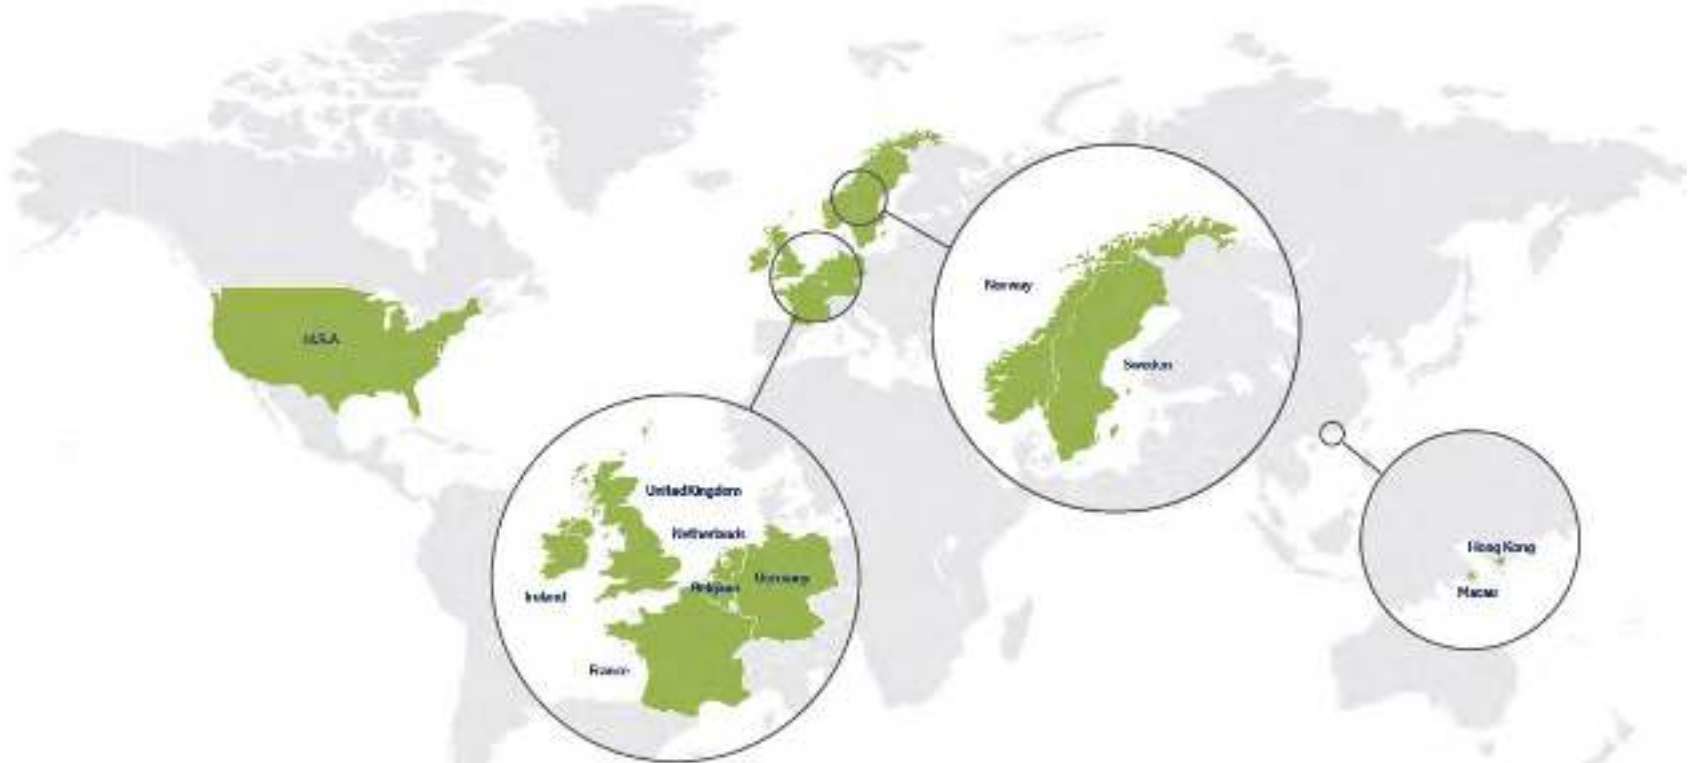 U.S.A
Norway
Sweden
United Kingdom
Netherlands
Belgium
Germany
Ireland
France
Hong Kong
Macau